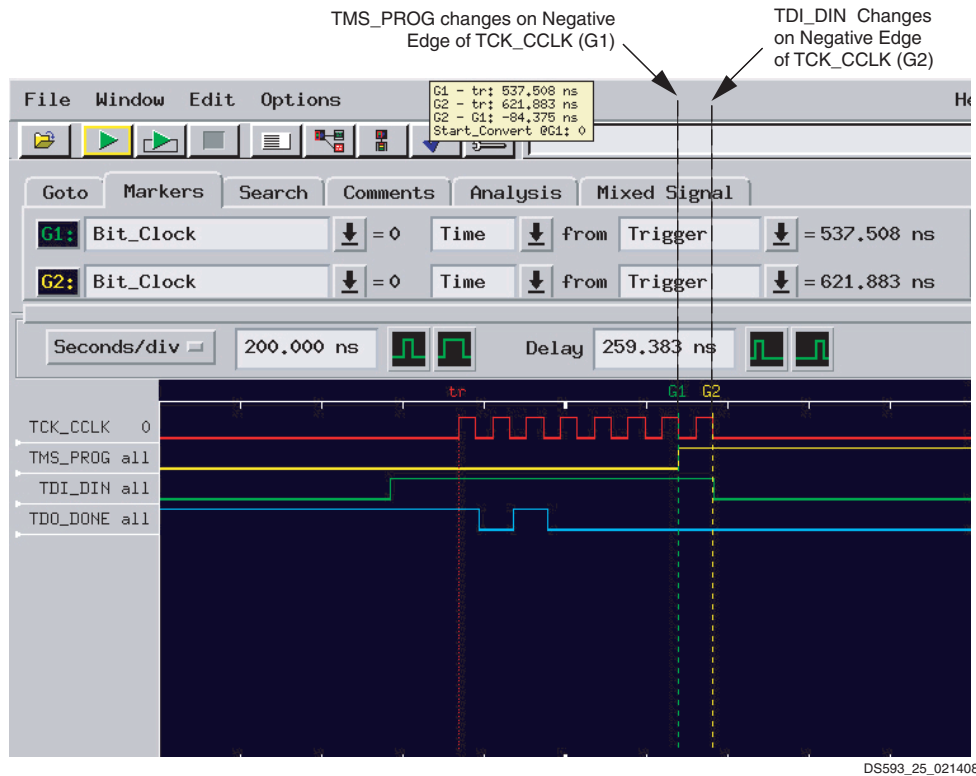 TMS_PROG changes on Negative
Edge of TCK_CCLK (G1)
TDI_DIN Changes
on Negative Edge
of TCK_CCLK (G2)
File Window Edit Options
G1 - tr: 537.508 ns
G2 - tr: 621.883 ns
G2 - G1: -84.375 ns
Start_Convert @G1: 0
Goto Markers Search Comments Analysis Mixed Signal
G1: Bit_Clock = 0 Time from Trigger = 537.508 ns
G2: Bit_Clock = 0 Time from Trigger = 621.883 ns
Seconds/div 200.000 ns Delay 259.383 ns
tr G1 G2
TCK_CCLK 0
TMS_PROG all
TDI_DIN all
TDO_DONE all
DS593_25_021408